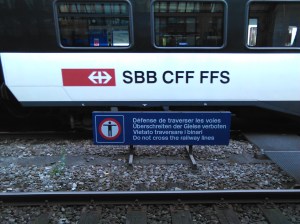 SBB CFF FFS
Défense de traverser les voies
Überschreiten der Gleise verboten
Vietato traversare i binari
Do not cross the railway lines